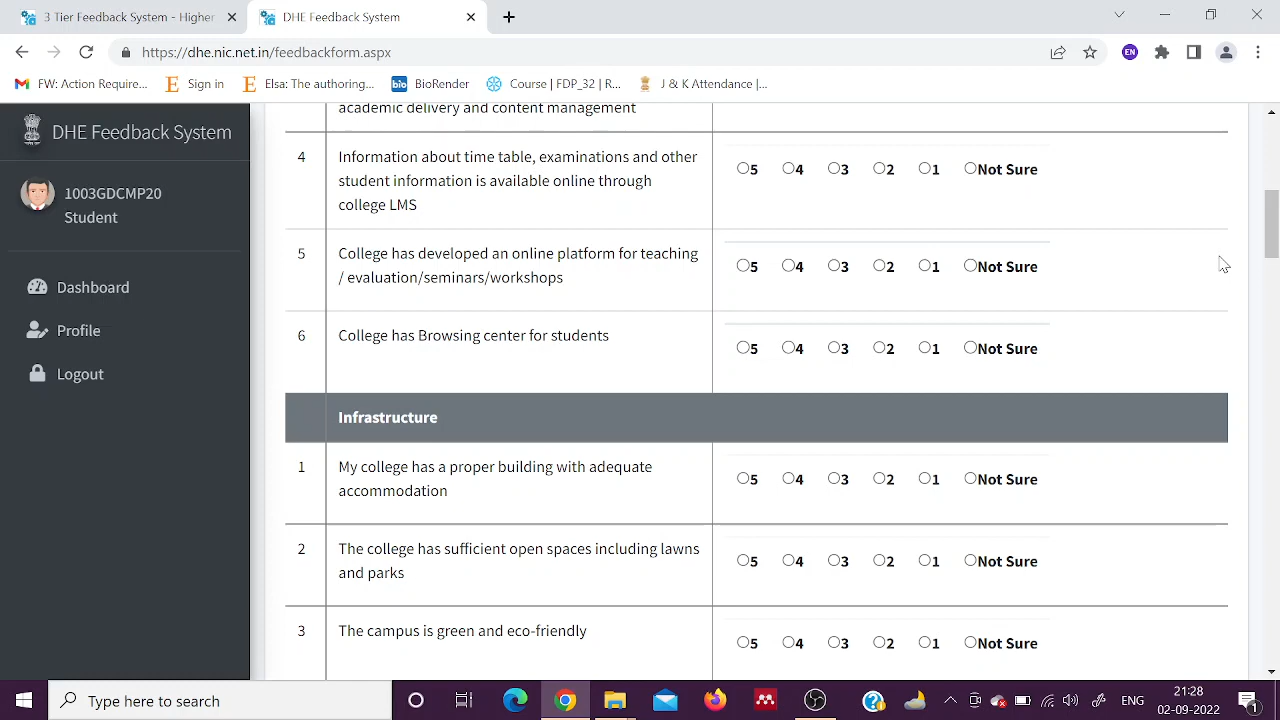 3 Tier Feedback System - Higher
DHE Feedback System
https://dhe.nic.net.in/feedbackform.aspx
EN
FW: Action Require...
Sign in
Elsa: The authoring...
bio BioRender
Course | FDP_32 | R...
J & K Attendance |...
DHE Feedback System
1003GDCMP20
Student
Dashboard
Profile
Logout
academic delivery and content management
4 Information about time table, examinations and other
student information is available online through
college LMS
5 4 3 2 1 Not Sure
5 College has developed an online platform for teaching
/ evaluation/seminars/workshops
5 4 3 2 1 Not Sure
6 College has Browsing center for students
5 4 3 2 1 Not Sure
Infrastructure
1 My college has a proper building with adequate
accommodation
5 4 3 2 1 Not Sure
2 The college has sufficient open spaces including lawns
and parks
5 4 3 2 1 Not Sure
3 The campus is green and eco-friendly
5 4 3 2 1 Not Sure
Type here to search
ENG
21:28
02-09-2022
1